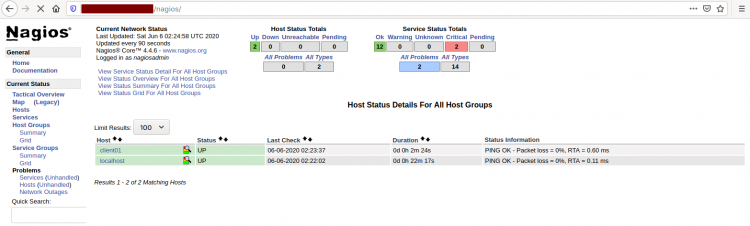 /nagios/
Nagios®
General
Home
Documentation
Current Status
Tactical Overview
Map (Legacy)
Hosts
Services
Host Groups
Summary
Grid
Service Groups
Summary
Grid
Problems
Services (Unhandled)
Hosts (Unhandled)
Network Outages
Quick Search:
Current Network Status
Last Updated: Sat Jun 6 02:24:58 UTC 2020
Updated every 90 seconds
Nagios® Core™ 4.4.6 - www.nagios.org
Logged in as nagiosadmin
View Service Status Detail For All Host Groups
View Status Overview For All Host Groups
View Status Summary For All Host Groups
View Status Grid For All Host Groups
Host Status Totals
Up Down Unreachable Pending
2 0 0 0
All Problems All Types
0 2
Service Status Totals
Ok Warning Unknown Critical Pending
12 0 0 2 0
All Problems All Types
2 14
Host Status Details For All Host Groups
Limit Results: 100
Host Status Last Check Duration Status Information
client01 UP 06-06-2020 02:23:37 0d 0h 2m 24s PING OK - Packet loss = 0%, RTA = 0.60 ms
localhost UP 06-06-2020 02:22:02 0d 0h 22m 17s PING OK - Packet loss = 0%, RTA = 0.11 ms
Results 1 - 2 of 2 Matching Hosts